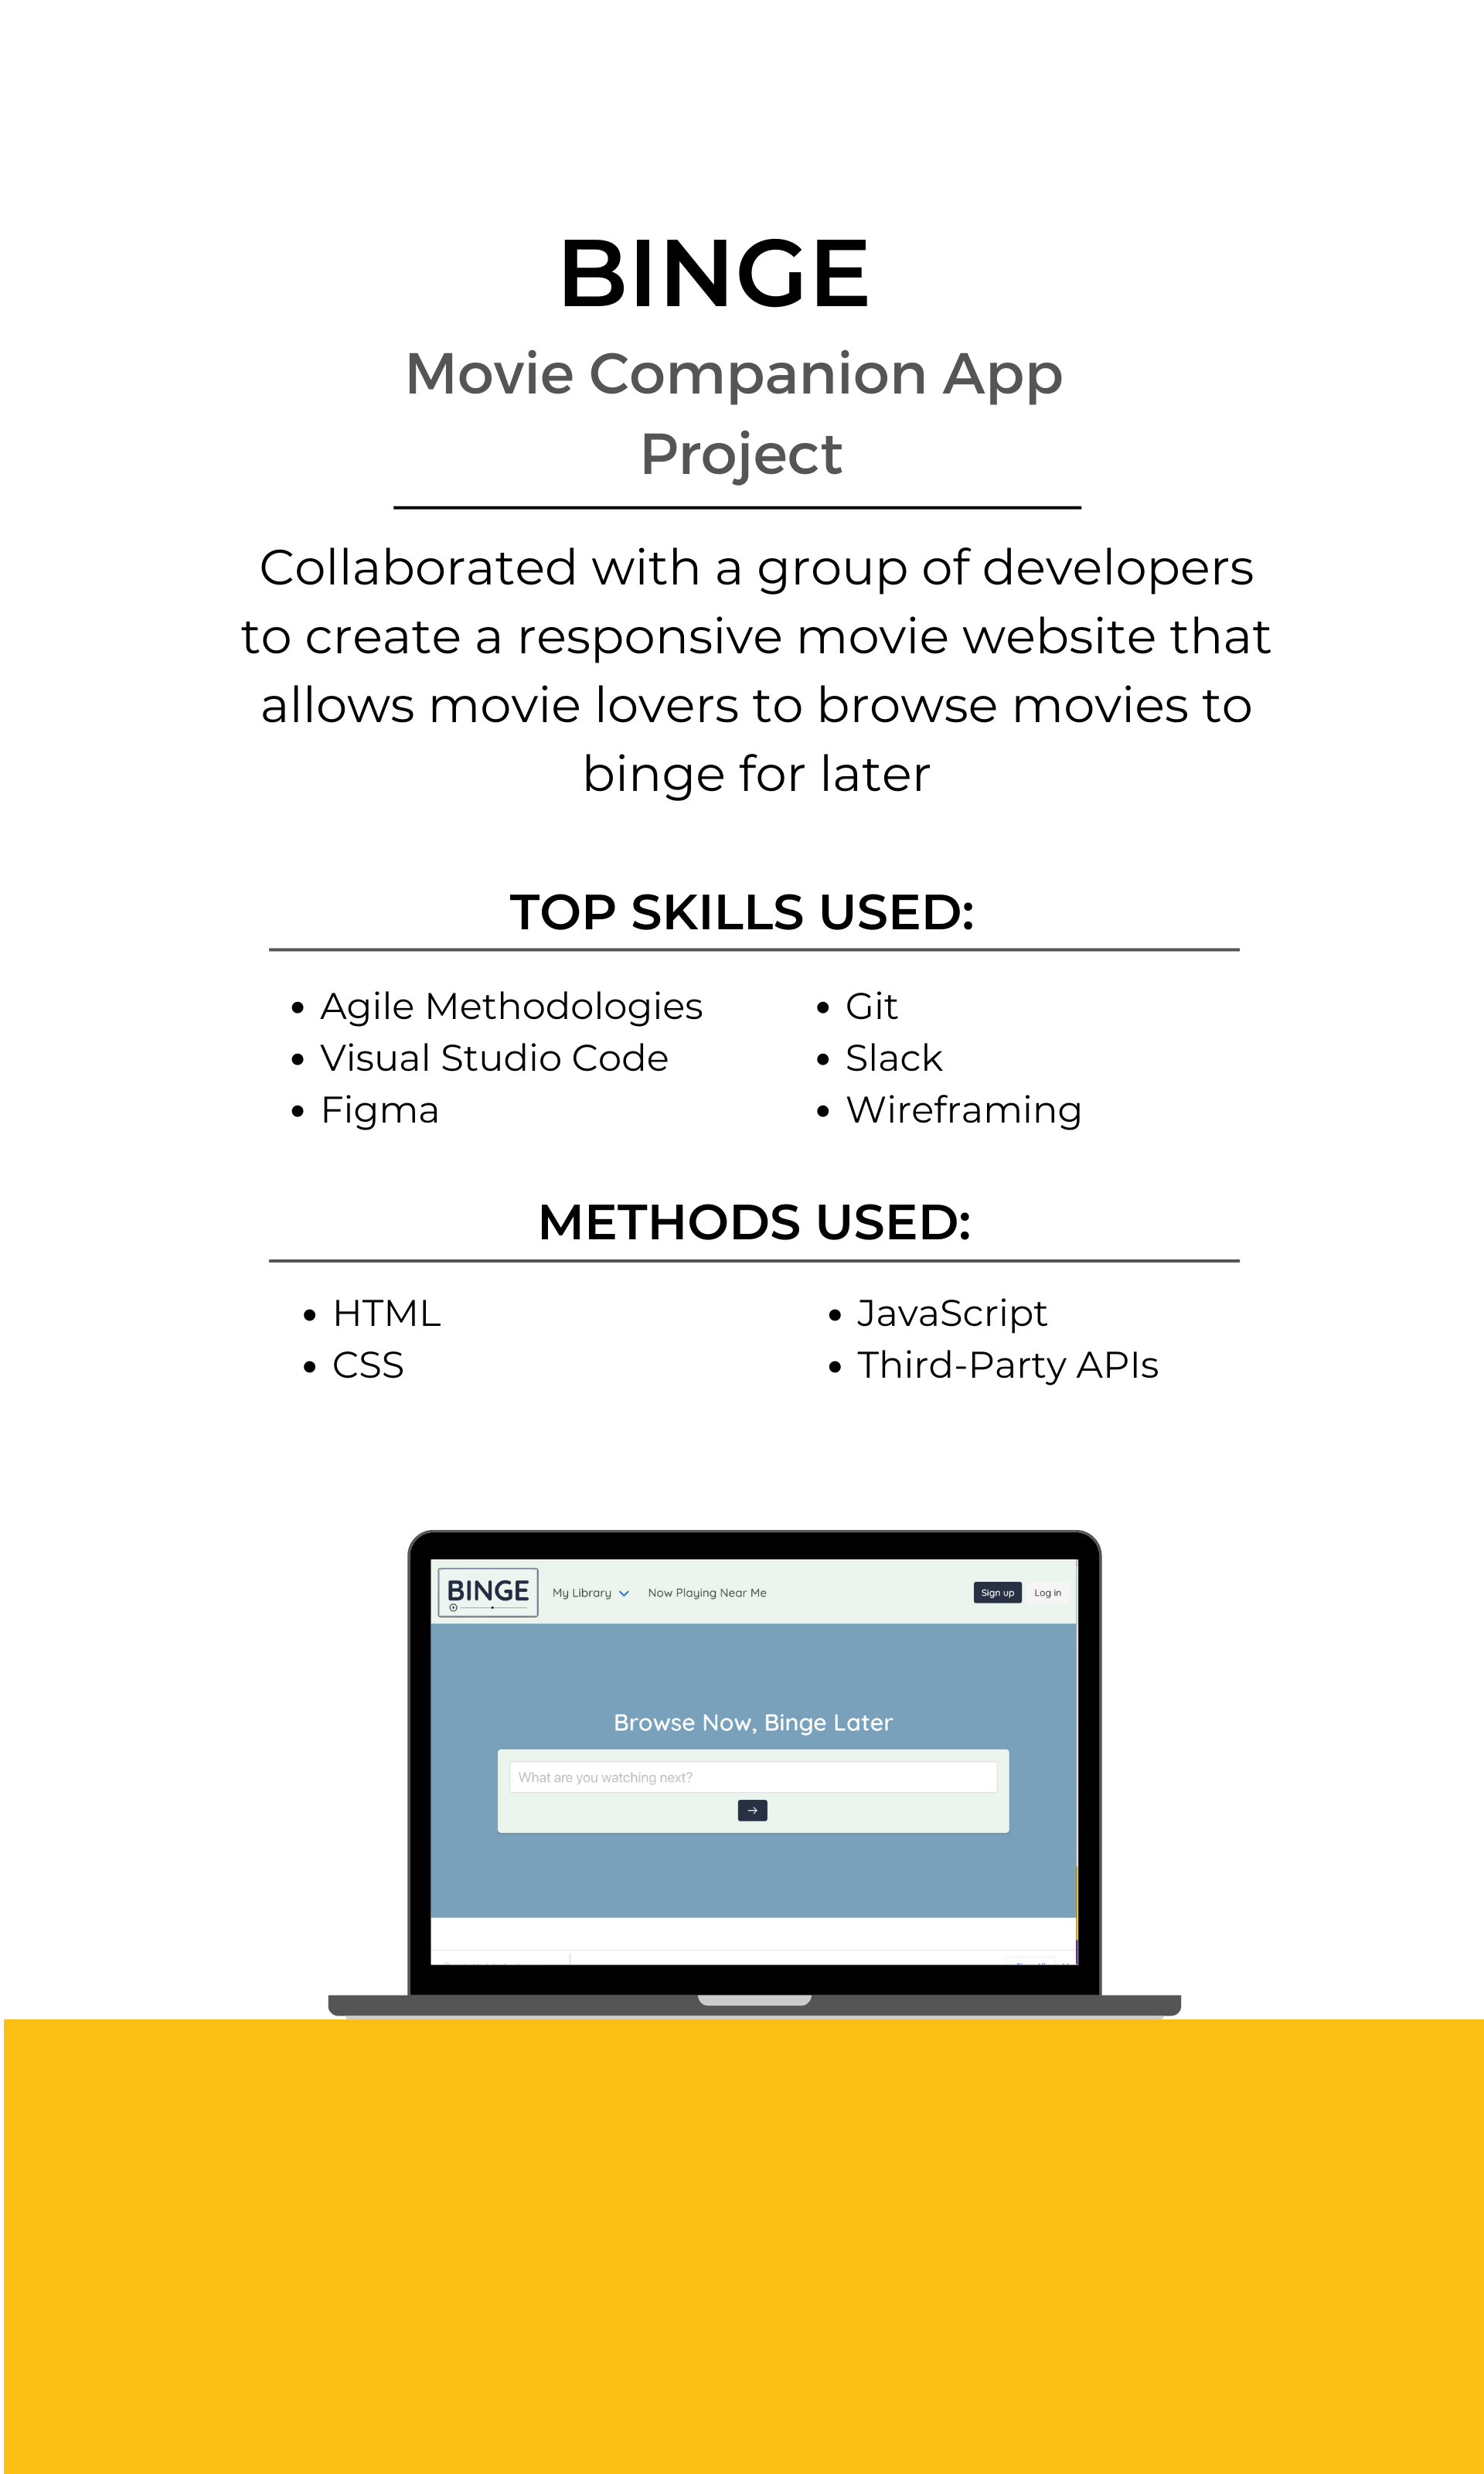 BINGE
Movie Companion App
Project
Collaborated with a group of developers
to create a responsive movie website that
allows movie lovers to browse movies to
binge for later
TOP SKILLS USED:
• Agile Methodologies
• Visual Studio Code
• Figma
• Git
• Slack
• Wireframing
METHODS USED:
• HTML
• CSS
• JavaScript
• Third-Party APIs
BINGE
My Library
Now Playing Near Me
Sign up
Log in
Browse Now, Binge Later
What are you watching next?